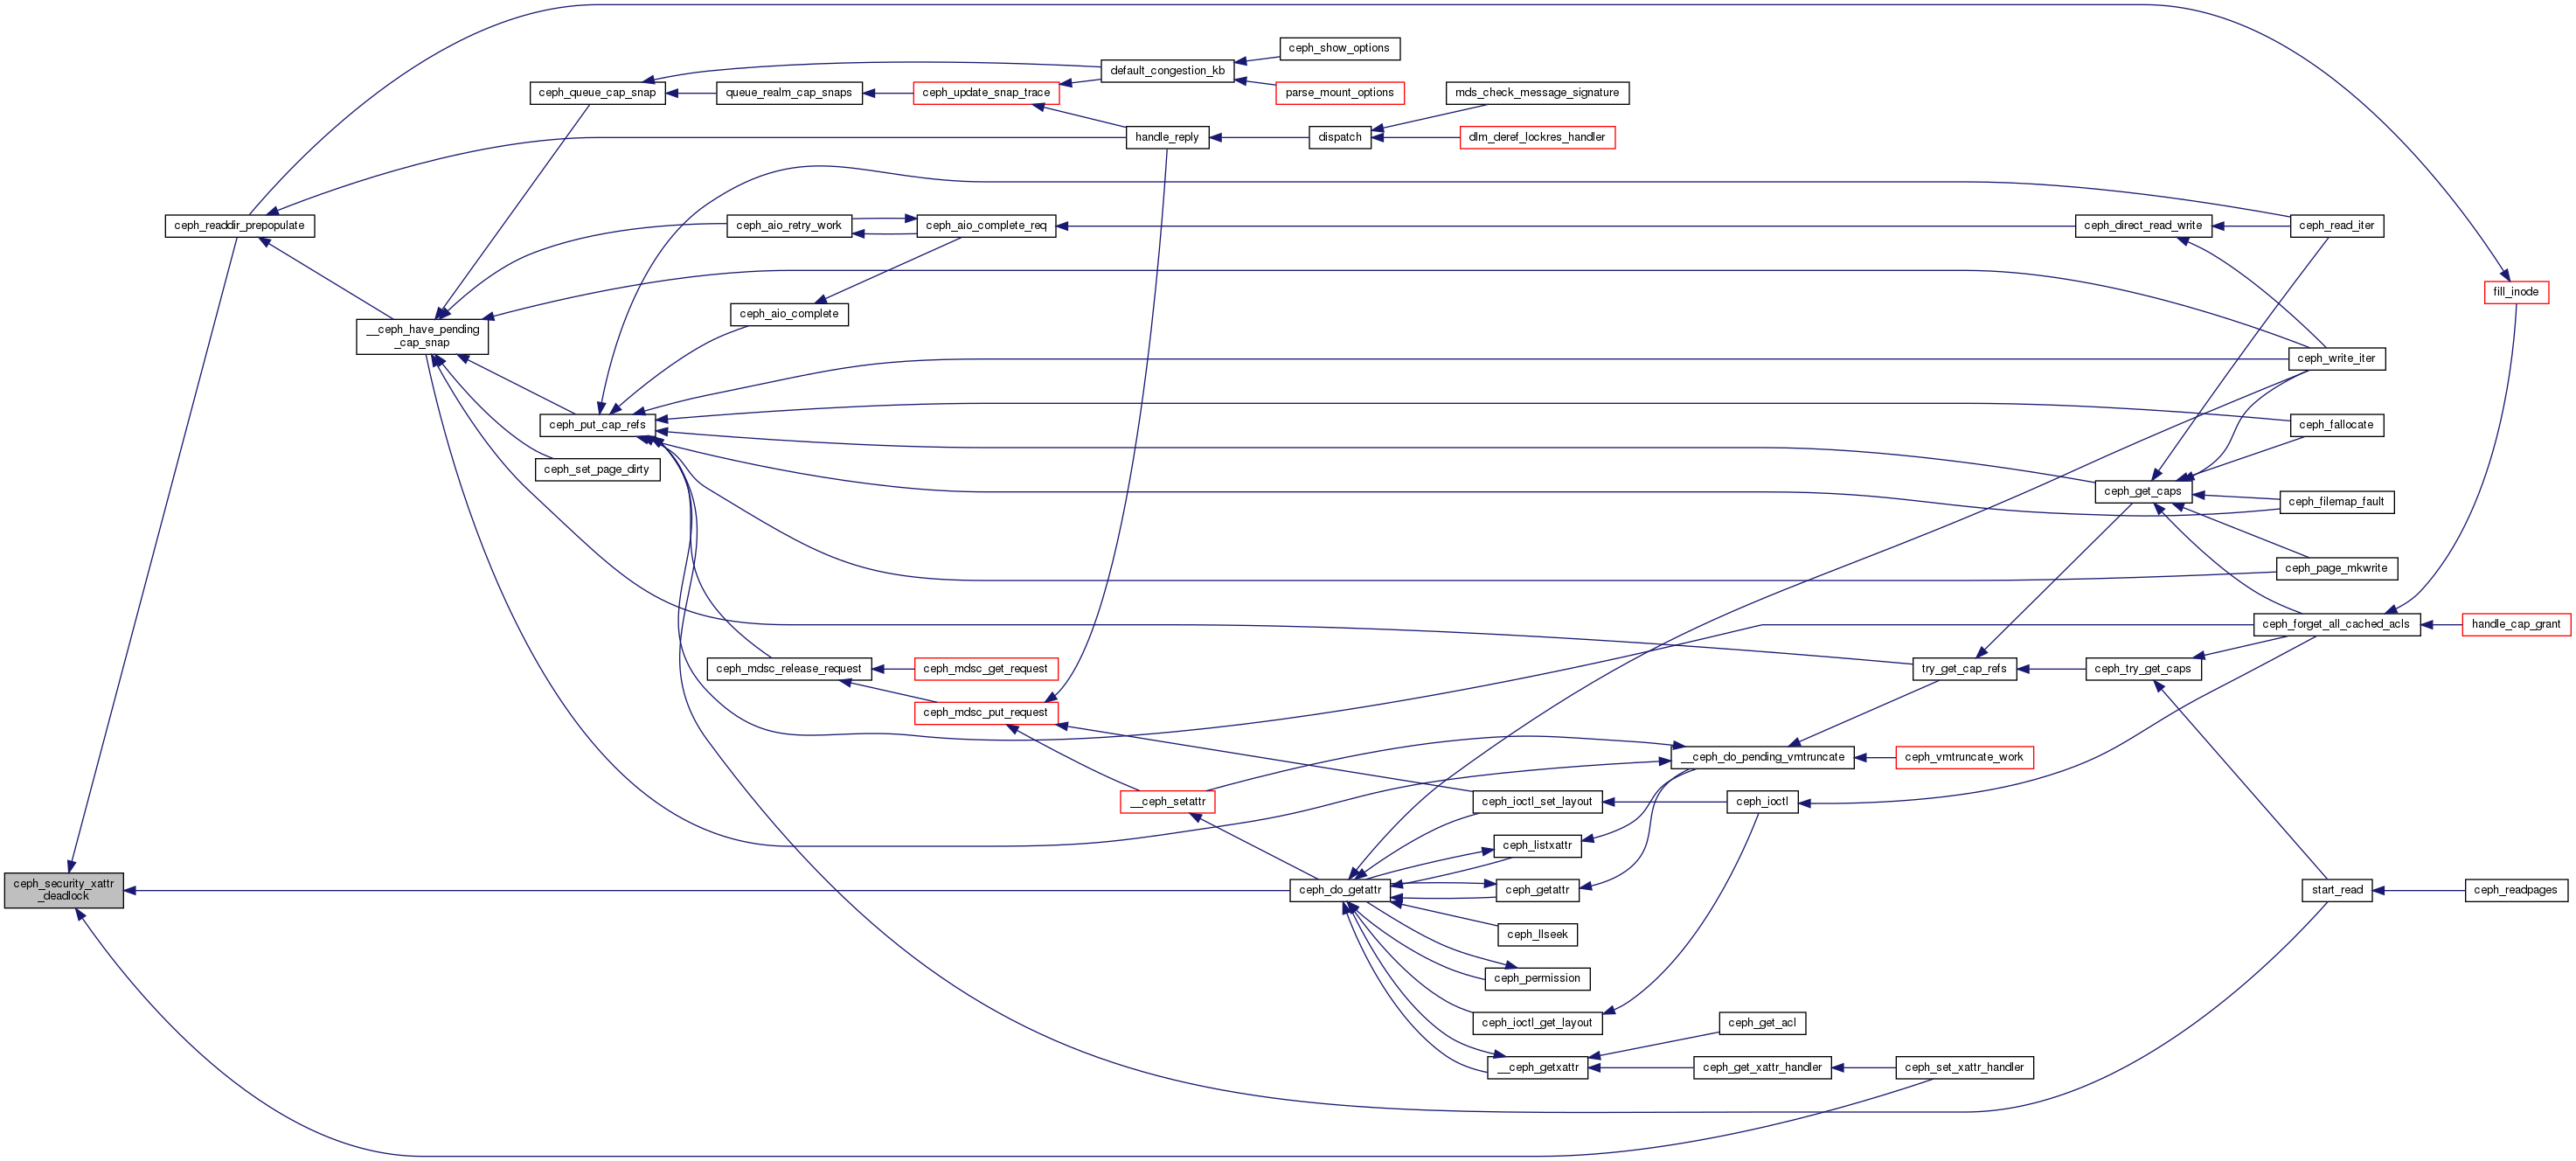 ceph_show_options
default_congestion_kb
ceph_queue_cap_snap
queue_realm_cap_snaps
ceph_update_snap_trace
parse_mount_options
mds_check_message_signature
handle_reply
dispatch
dlm_deref_lockres_handler
ceph_readdir_prepopulate
ceph_aio_retry_work
ceph_aio_complete_req
ceph_direct_read_write
ceph_read_iter
fill_inode
ceph_aio_complete
__ceph_have_pending
_cap_snap
ceph_write_iter
ceph_put_cap_refs
ceph_fallocate
ceph_set_page_dirty
ceph_get_caps
ceph_filemap_fault
ceph_page_mkwrite
ceph_forget_all_cached_acls
handle_cap_grant
ceph_mdsc_release_request
ceph_mdsc_get_request
try_get_cap_refs
ceph_try_get_caps
ceph_mdsc_put_request
__ceph_do_pending_vmtruncate
ceph_vmtruncate_work
__ceph_setattr
ceph_ioctl_set_layout
ceph_ioctl
ceph_listxattr
ceph_security_xattr
_deadlock
ceph_do_getattr
ceph_getattr
start_read
ceph_readpages
ceph_llseek
ceph_permission
ceph_ioctl_get_layout
ceph_get_acl
__ceph_getxattr
ceph_get_xattr_handler
ceph_set_xattr_handler